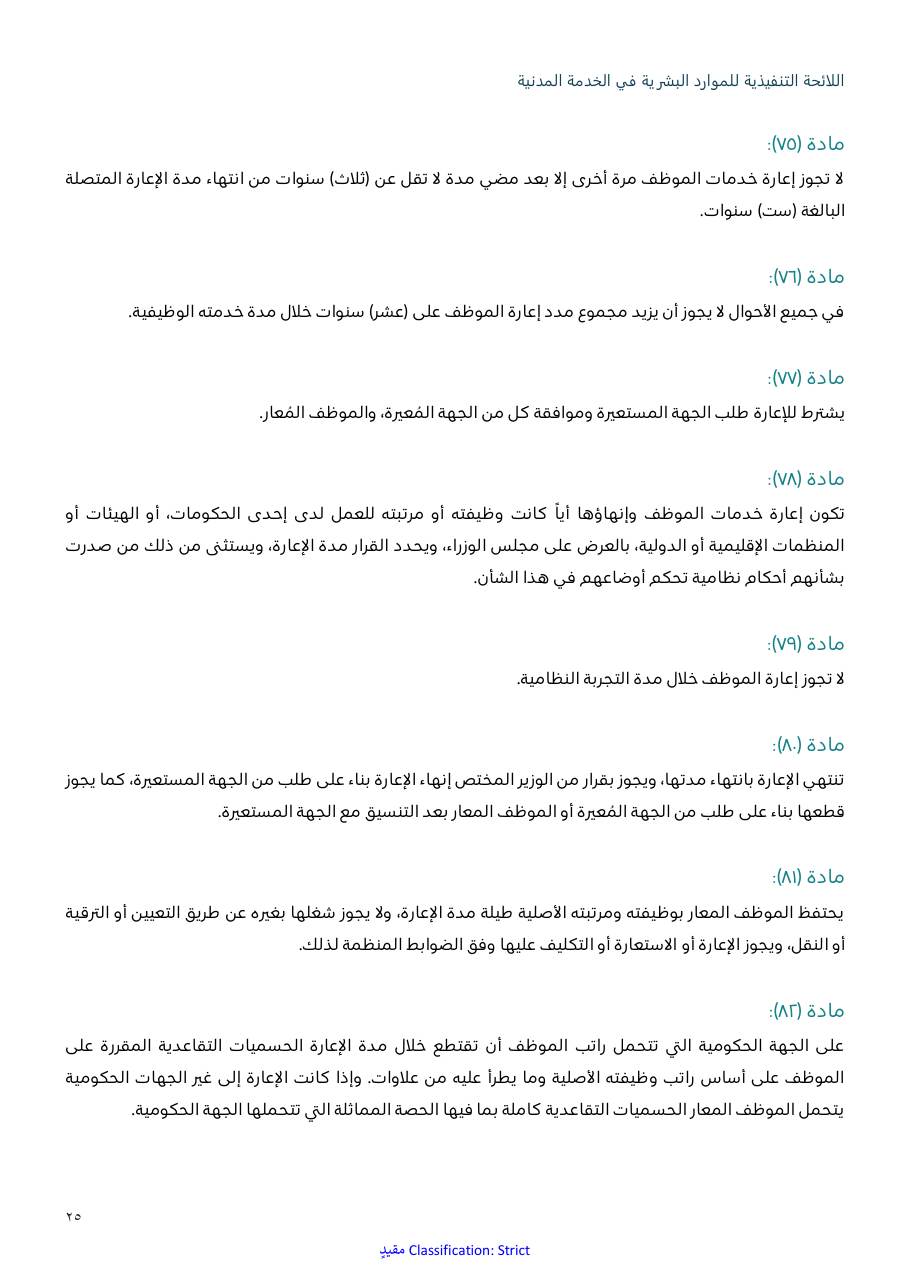 اللائحة التنفيذية للموارد البشرية في الخدمة المدنية
مادة (٧٥):
لا تجوز إعارة خدمات الموظف مرة أخرى إلا بعد مضي مدة لا تقل عن (ثلاث) سنوات من انتهاء مدة الإعارة المتصلة
البالغة (ست) سنوات.
مادة (٧٦):
في جميع الأحوال لا يجوز أن يزيد مجموع مدد إعارة الموظف على (عشر) سنوات خلال مدة خدمته الوظيفية.
مادة (٧٧):
يشترط للإعارة طلب الجهة المستعيرة وموافقة كل من الجهة المُعيرة، والموظف المُعار.
مادة (٧٨):
تكون إعارة خدمات الموظف وإنهاؤها أياً كانت وظيفته أو مرتبته للعمل لدى إحدى الحكومات، أو الهيئات أو
المنظمات الإقليمية أو الدولية، بالعرض على مجلس الوزراء، ويحدد القرار مدة الإعارة، ويستثنى من ذلك من صدرت
بشأنهم أحكام نظامية تحكم أوضاعهم في هذا الشأن.
مادة (٧٩):
لا تجوز إعارة الموظف خلال مدة التجربة النظامية.
مادة (٨٠):
تنتهي الإعارة بانتهاء مدتها، ويجوز بقرار من الوزير المختص إنهاء الإعارة بناء على طلب من الجهة المستعيرة، كما يجوز
قطعها بناء على طلب من الجهة المُعيرة أو الموظف المعار بعد التنسيق مع الجهة المستعيرة.
مادة (٨١):
يحتفظ الموظف المعار بوظيفته ومرتبته الأصلية طيلة مدة الإعارة، ولا يجوز شغلها بغيره عن طريق التعيين أو الترقية
أو النقل، ويجوز الإعارة أو الاستعارة أو التكليف عليها وفق الضوابط المنظمة لذلك.
مادة (٨٢):
على الجهة الحكومية التي تتحمل راتب الموظف أن تقتطع خلال مدة الإعارة الحسميات التقاعدية المقررة على
الموظف على أساس راتب وظيفته الأصلية وما يطرأ عليه من علاوات. وإذا كانت الإعارة إلى غير الجهات الحكومية
يتحمل الموظف المعار الحسميات التقاعدية كاملة بما فيها الحصة المماثلة التي تتحملها الجهة الحكومية.
٢٥
Classification: Strict مقيدٍ